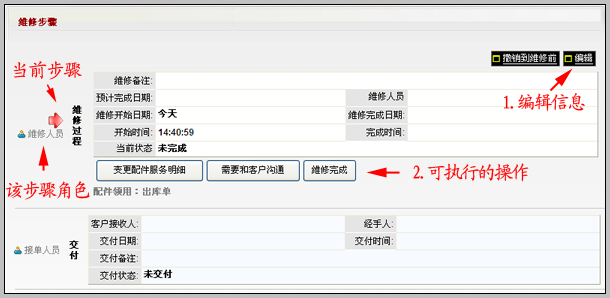 维修步骤
撤销到维修前 编辑
当前步骤
1.编辑信息
维修人员
维修过程
该步骤角色
维修备注:
预计完成日期: 维修人员
维修开始日期: 今天 维修完成日期:
开始时间: 14:40:59 完成时间:
当前状态 未完成
变更配件服务明细 需要和客户沟通 维修完成
2.可执行的操作
配件领用：出库单
接单人员
交付
客户接收人: 经手人:
交付日期: 交付时间:
交付备注:
交付状态: 未交付